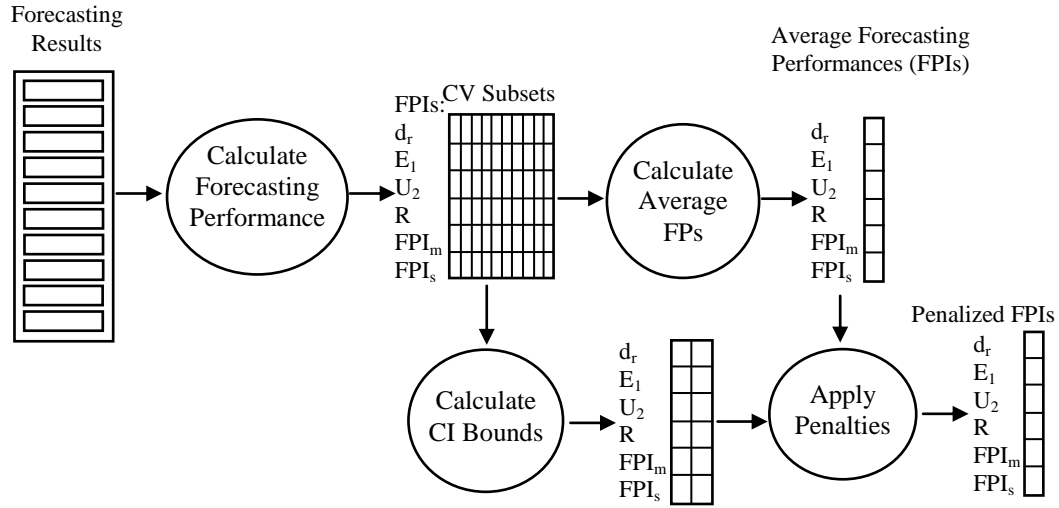 Forecasting
Results
Calculate
Forecasting
Performance
FPIs:
CV Subsets
d_r
E_1
U_2
R
FPI_m
FPI_s
Calculate
Average
FPs
Average Forecasting
Performances (FPIs)
d_r
E_1
U_2
R
FPI_m
FPI_s
Calculate
CI Bounds
d_r
E_1
U_2
R
FPI_m
FPI_s
Apply
Penalties
Penalized FPIs
d_r
E_1
U_2
R
FPI_m
FPI_s